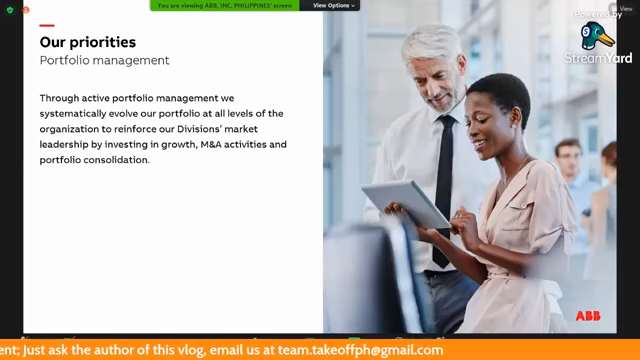 You are viewing ABB, INC. PHILIPPINES' screen
View Options
View
Powered by
StreamYard
Our priorities
Portfolio management
Through active portfolio management we
systematically evolve our portfolio at all levels of the
organization to reinforce our Divisions' market
leadership by investing in growth, M&A activities and
portfolio consolidation.
ABB
ent; Just ask the author of this vlog, email us at team.takeoffph@gmail.com